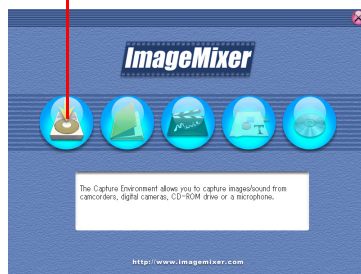 ImageMixer
Movie
T
The Capture Environment allows you to capture images/sound from
camcorders, digital cameras, CD-ROM drive or a microphone.
http://www.imagemixer.com